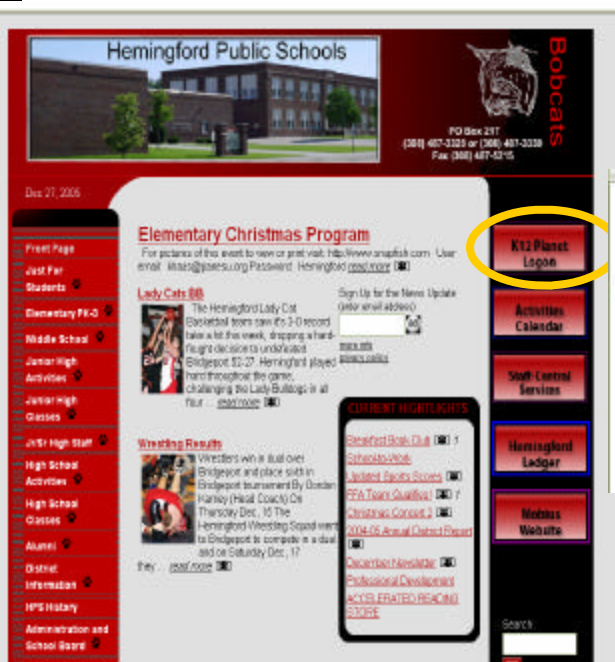 Hemingford Public Schools
Bobcats
PO Box 217
(308) 487-3328 or (308) 487-3330
Fax (308) 487-5215
Dec 27, 2005
Front Page
Just For
Students
Elementary PK-3
Middle School
Junior High
Activities
Junior High
Classes
Jr/Sr High Staff
High School
Activities
High School
Classes
Alumni
District
Information
HPS History
Administration and
School Board
Elementary Christmas Program
For pictures of this event to view or print visit: http://www.snapfish.com User
email Password Hemingford read more
Lady Cats BB
The Hemingford Lady Cat
Basketball team saw it's 3-0 record
take a hit this week, dropping a hard-
fought decision to undefeated
Bridgeport 52-27. Hemingford played
hard throughout the game,
challenging the Lady Bulldogs in all
four ... read more
Sign Up for the News Update
(enter email address)
more info
privacy policy
Wrestling Results
Wrestlers win a dual over
Bridgeport and place sixth in
Bridgeport tournament By Gordon
Karney (Head Coach) On
Thursday Dec, 15 The
Hemingford Wrestling Squad went
to Bridgeport to compete in a dual
and on Saturday Dec, 17
they ... read more
CURRENT HIGHLIGHTS
Breakfast Book Club
School-to-Work
Updated Sports Scores
FFA Team Qualifies!
Christmas Concert 2
2004-05 Annual District Report
December Newsletter
Professional Development
ACCELERATED READING
STORE
K12 Planet
Logon
Activities
Calendar
Staff-Central
Services
Hemingford
Ledger
Mobius
Website
Search: